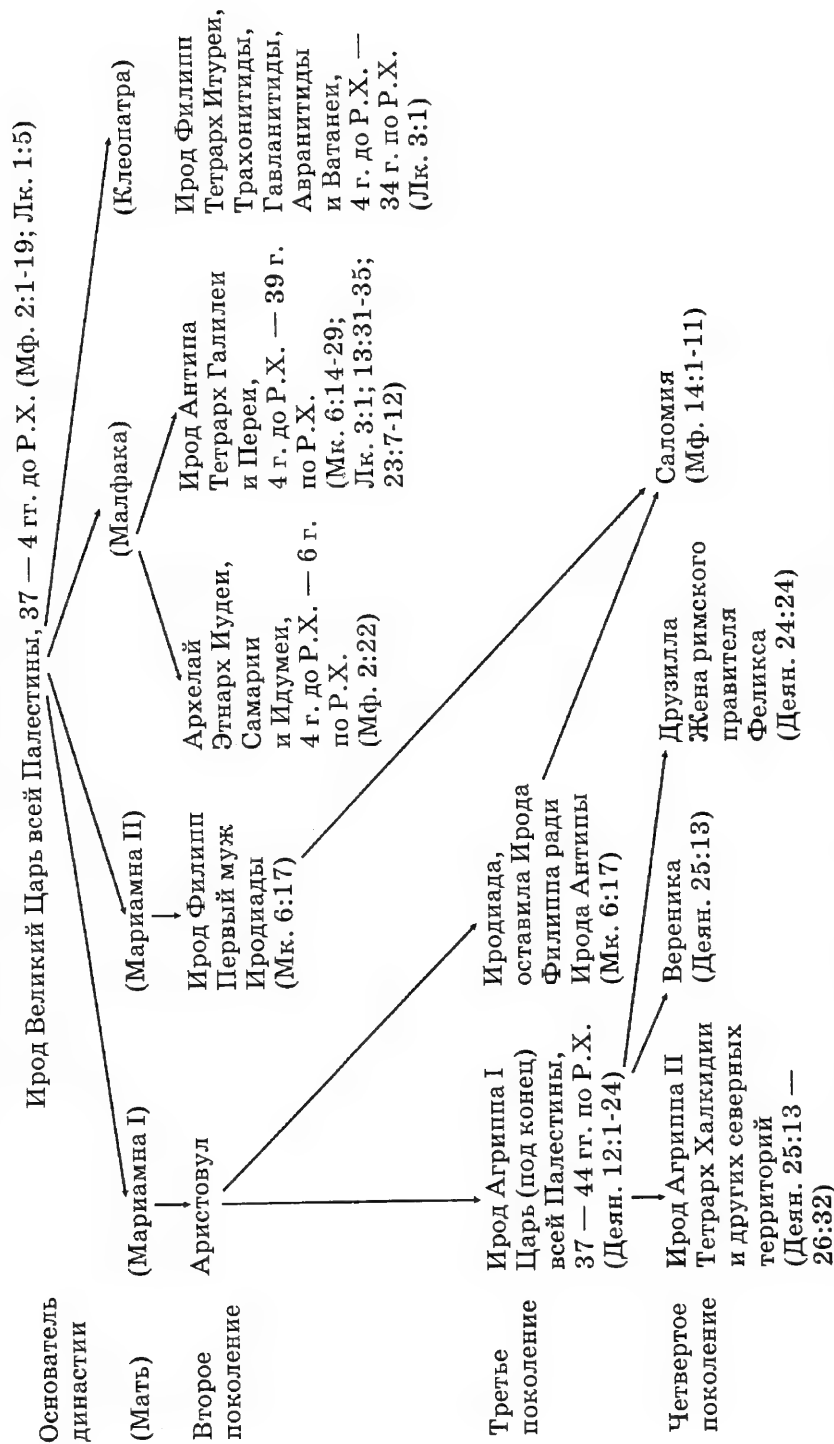 Основатель
династии
Ирод Великий Царь всей Палестины, 37 — 4 гг. до Р.Х. (Мф. 2:1-19; Лк. 1:5)
(Мать)
(Мариамна I)
(Мариамна II)
(Малфака)
(Клеопатра)
Второе
поколение
Аристовул
Ирод Филипп
Первый муж
Иродиады
(Мк. 6:17)
Архелай
Этнарх Иудеи,
Самарии
и Идумеи,
4 г. до Р.Х. — 6 г.
по Р.Х.
(Мф. 2:22)
Ирод Антипа
Тетрарх Галилеи
и Переи,
4 г. до Р.Х. — 39 г.
по Р.Х.
(Мк. 6:14-29;
Лк. 3:1; 13:31-35;
23:7-12)
Ирод Филипп
Тетрарх Итуреи,
Трахонитиды,
Гавланитиды,
Авранитиды
и Ватанеи,
4 г. до Р.Х. —
34 г. по Р.Х.
(Лк. 3:1)
Третье
поколение
Ирод Агриппа I
Царь (под конец)
всей Палестины,
37 — 44 гг. по Р.Х.
(Деян. 12:1-24)
Иродиада,
оставила Ирода
Филиппа ради
Ирода Антипы
(Мк. 6:17)
Четвертое
поколение
Ирод Агриппа II
Тетрарх Халкидии
и других северных
территорий
(Деян. 25:13 —
26:32)
Вереника
(Деян. 25:13)
Друзилла
Жена римского
правителя
Феликса
(Деян. 24:24)
Саломия
(Мф. 14:1-11)